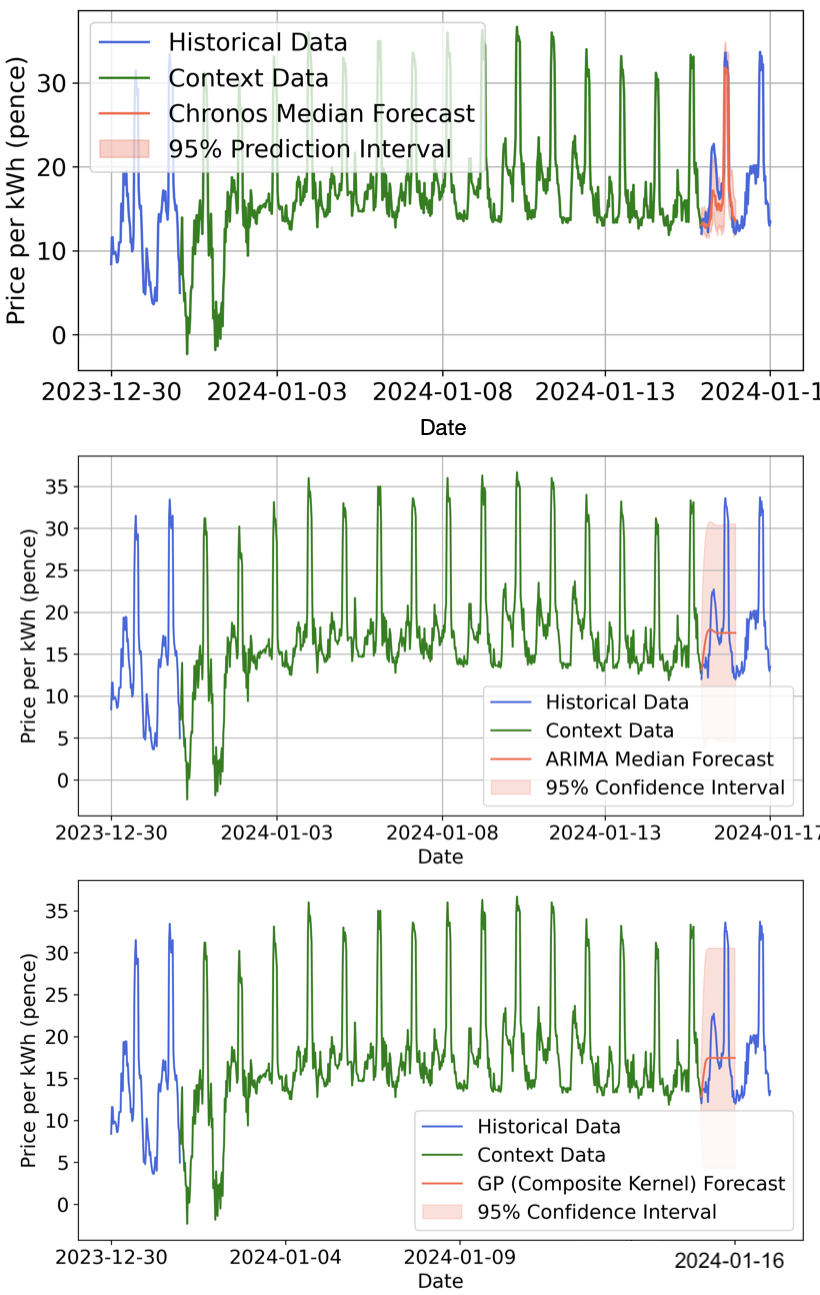 Price per kWh (pence)
30
20
10
0
Historical Data
Context Data
Chronos Median Forecast
95% Prediction Interval
2023-12-30 2024-01-03 2024-01-08 2024-01-13 2024-01-1
Date
Price per kWh (pence)
35
30
25
20
15
10
5
0
Historical Data
Context Data
ARIMA Median Forecast
95% Confidence Interval
2023-12-30 2024-01-03 2024-01-08 2024-01-13 2024-01-17
Date
Price per kWh (pence)
35
30
25
20
15
10
5
0
Historical Data
Context Data
GP (Composite Kernel) Forecast
95% Confidence Interval
2023-12-30 2024-01-04 2024-01-09 2024-01-16
Date